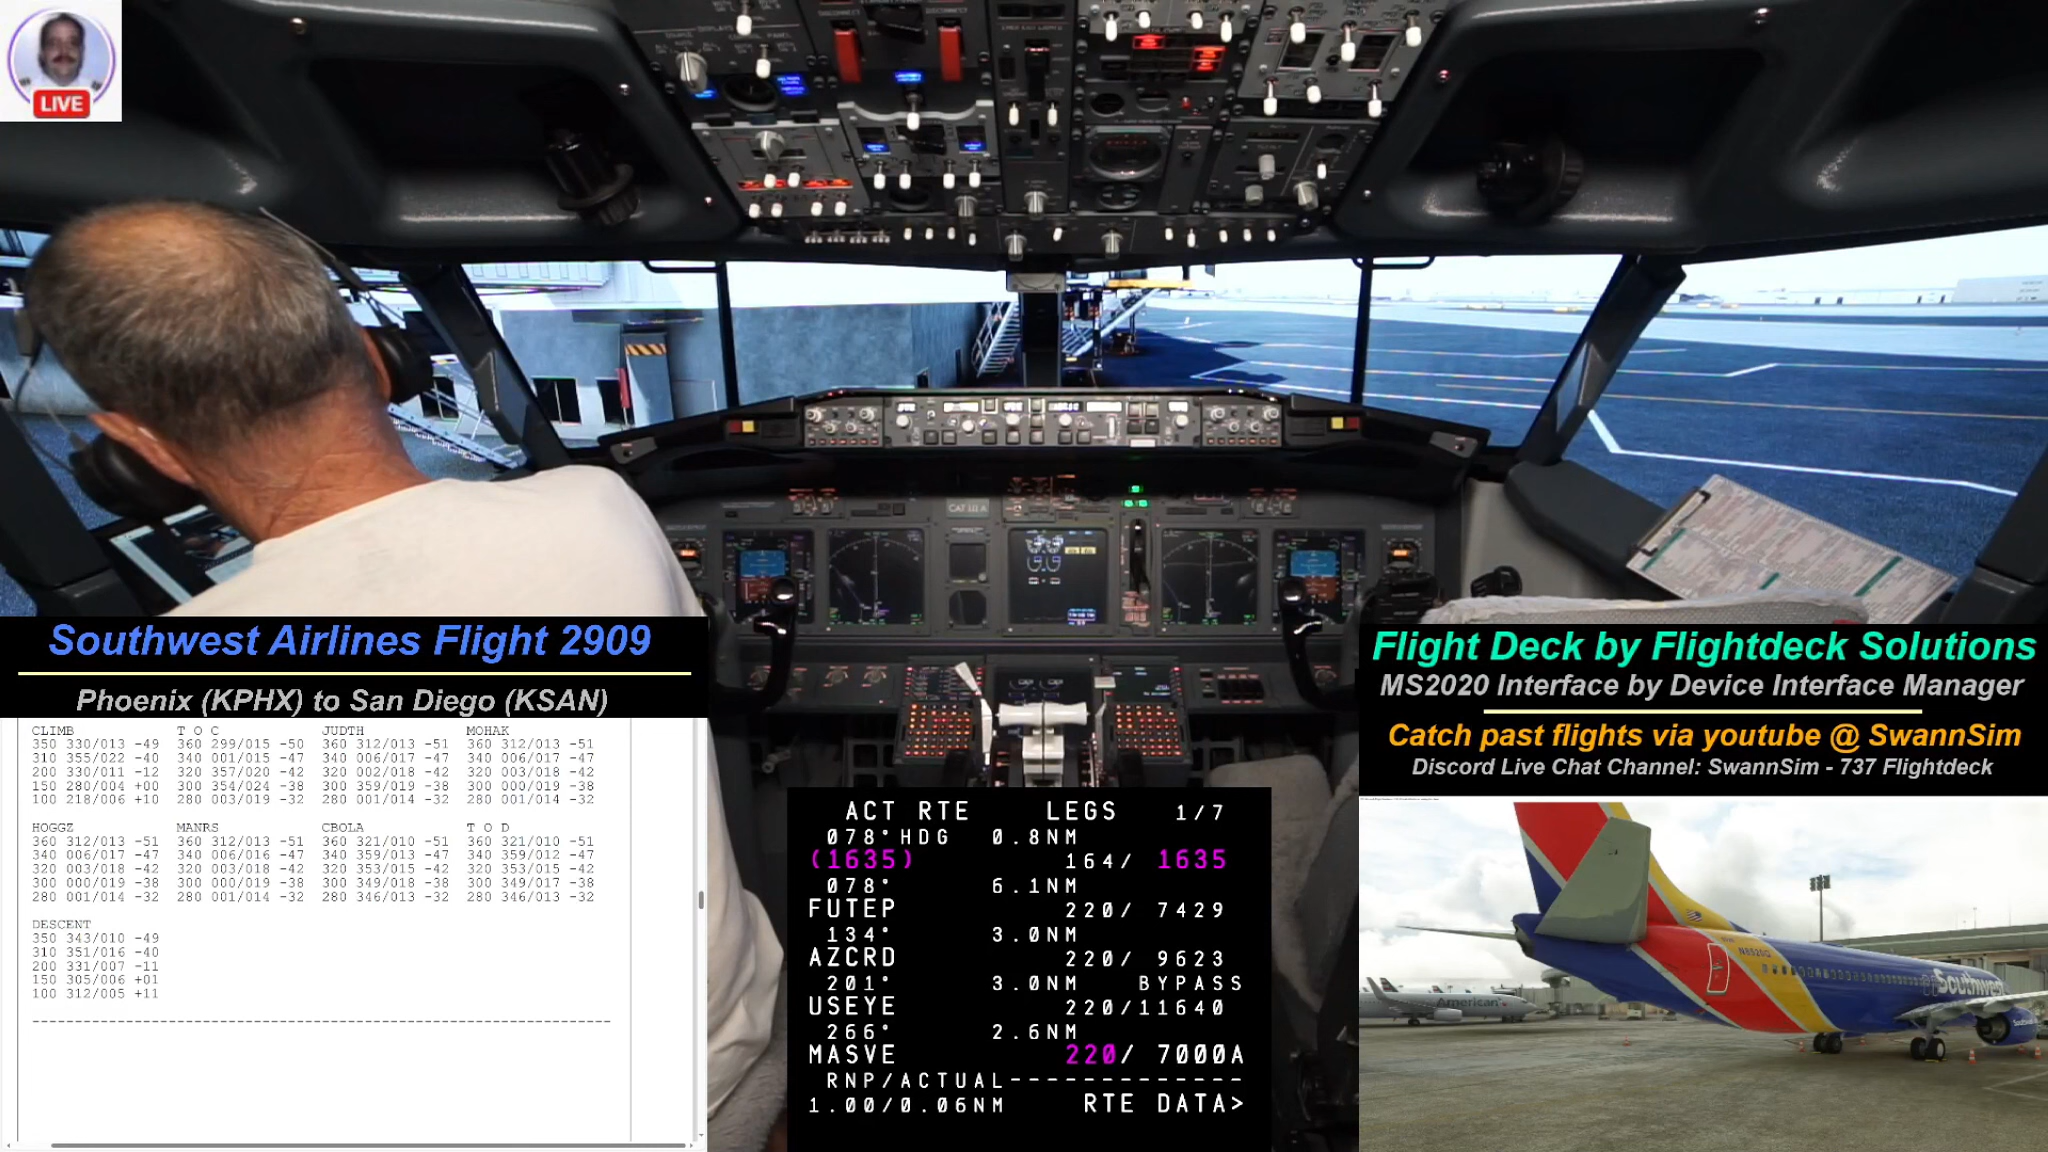 LIVE
CAT III A
Southwest Airlines Flight 2909
Phoenix (KPHX) to San Diego (KSAN)
CLIMB T O C JUDTH MOHAK
350 330/013 -49 360 299/015 -50 360 312/013 -51 360 312/013 -51
310 355/022 -40 340 001/015 -47 340 006/017 -47 340 006/017 -47
200 330/011 -12 320 357/020 -42 320 002/018 -42 320 003/018 -42
150 280/004 +00 300 354/024 -38 300 359/019 -38 300 000/019 -38
100 218/006 +10 280 003/019 -32 280 001/014 -32 280 001/014 -32
HOGGZ MANRS CBOLA T O D
360 312/013 -51 360 312/013 -51 360 321/010 -51 360 321/010 -51
340 006/017 -47 340 006/016 -47 340 359/013 -47 340 359/012 -47
320 003/018 -42 320 003/018 -42 320 353/015 -42 320 353/015 -42
300 000/019 -38 300 000/019 -38 300 349/018 -38 300 349/017 -38
280 001/014 -32 280 001/014 -32 280 346/013 -32 280 346/013 -32
DESCENT
350 343/010 -49
310 351/016 -40
200 331/007 -11
150 305/006 +01
100 312/005 +11
ACT RTE LEGS 1/7
078° HDG 0.8NM
(1635) 164/ 1635
078° 6.1NM
FUTEP 220/ 7429
134° 3.0NM
AZCRD 220/ 9623
201° 3.0NM BYPASS
USEYE 220/11640
266° 2.6NM
MASVE 220/ 7000A
RNP/ACTUAL-------------
1.00/0.06NM RTE DATA>
Flight Deck by Flightdeck Solutions
MS2020 Interface by Device Interface Manager
Catch past flights via youtube @ SwannSim
Discord Live Chat Channel: SwannSim - 737 Flightdeck
American
Southwest